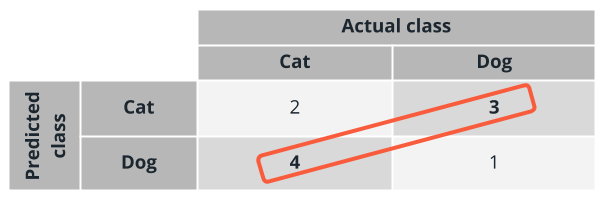 Actual class
Cat Dog
Predicted
class
Cat 2 3
Dog 4 1